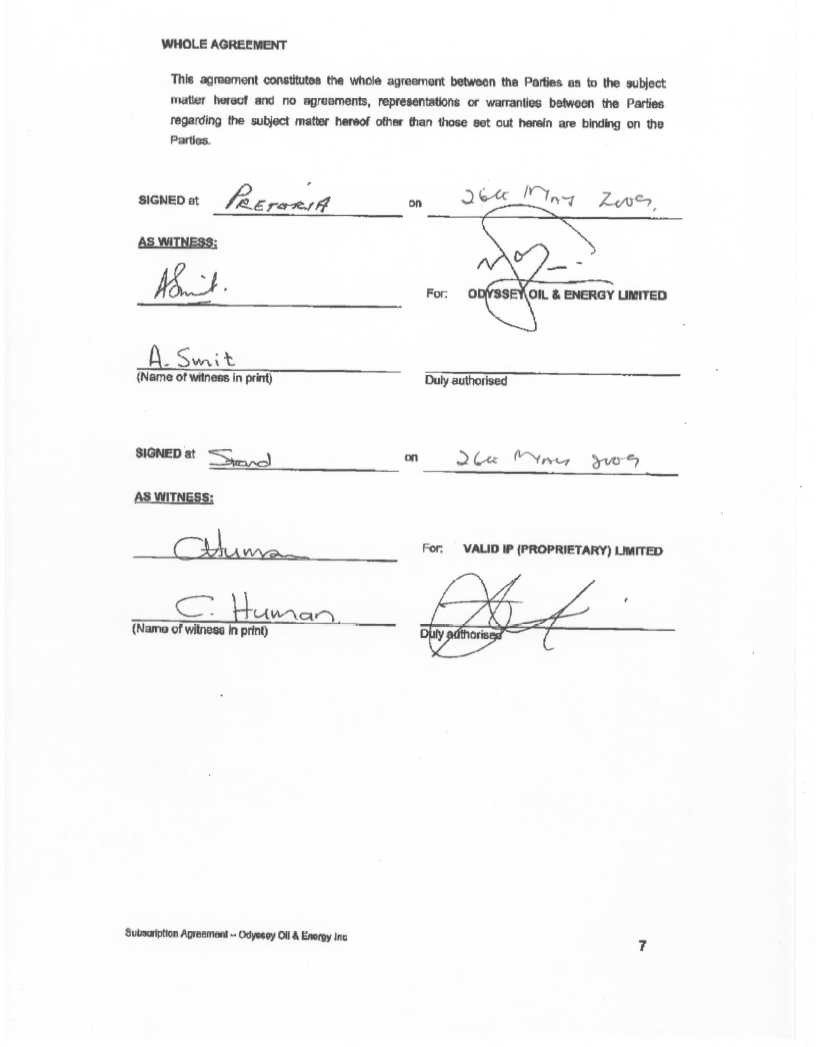 WHOLE AGREEMENT
This agreement constitutes the whole agreement between the Parties as to the subject
matter hereof and no agreements, representations or warranties between the Parties
regarding the subject matter hereof other than those set out herein are binding on the
Parties.
SIGNED at PRETORIA on 26th May 2009.
AS WITNESS:
ASmit.
For: ODYSSEY OIL & ENERGY LIMITED
A. Smit
(Name of witness in print) Duly authorised
SIGNED at Strand on 26th May 2009
AS WITNESS:
CHuman For: VALID IP (PROPRIETARY) LIMITED
C. Human
(Name of witness in print) Duly authorised
Subscription Agreement – Odyssey Oil & Energy Inc
7